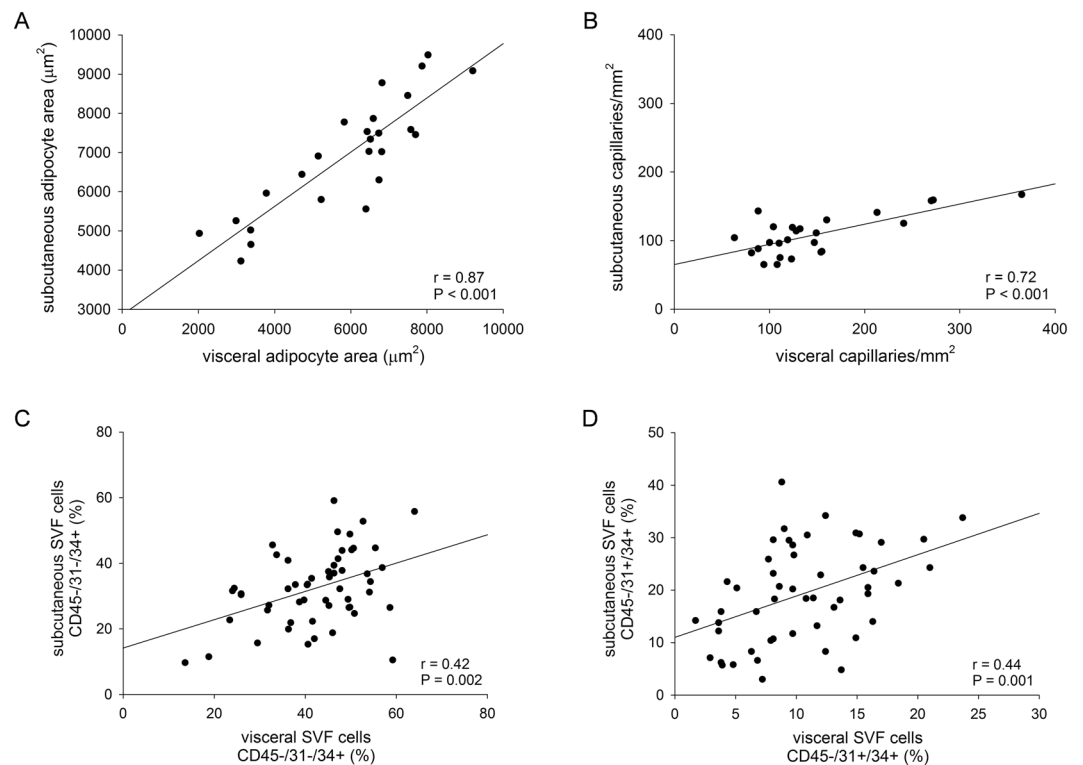 A
subcutaneous adipocyte area (μm²)
10000
9000
8000
7000
6000
5000
4000
3000
0
2000
4000
6000
8000
10000
visceral adipocyte area (μm²)
r = 0.87
P < 0.001
B
subcutaneous capillaries/mm²
400
300
200
100
0
0
100
200
300
400
visceral capillaries/mm²
r = 0.72
P < 0.001
C
subcutaneous SVF cells
CD45-/31-/34+ (%)
80
60
40
20
0
0
20
40
60
80
visceral SVF cells
CD45-/31-/34+ (%)
r = 0.42
P = 0.002
D
subcutaneous SVF cells
CD45-/31+/34+ (%)
50
40
30
20
10
0
0
5
10
15
20
25
30
visceral SVF cells
CD45-/31+/34+ (%)
r = 0.44
P = 0.001